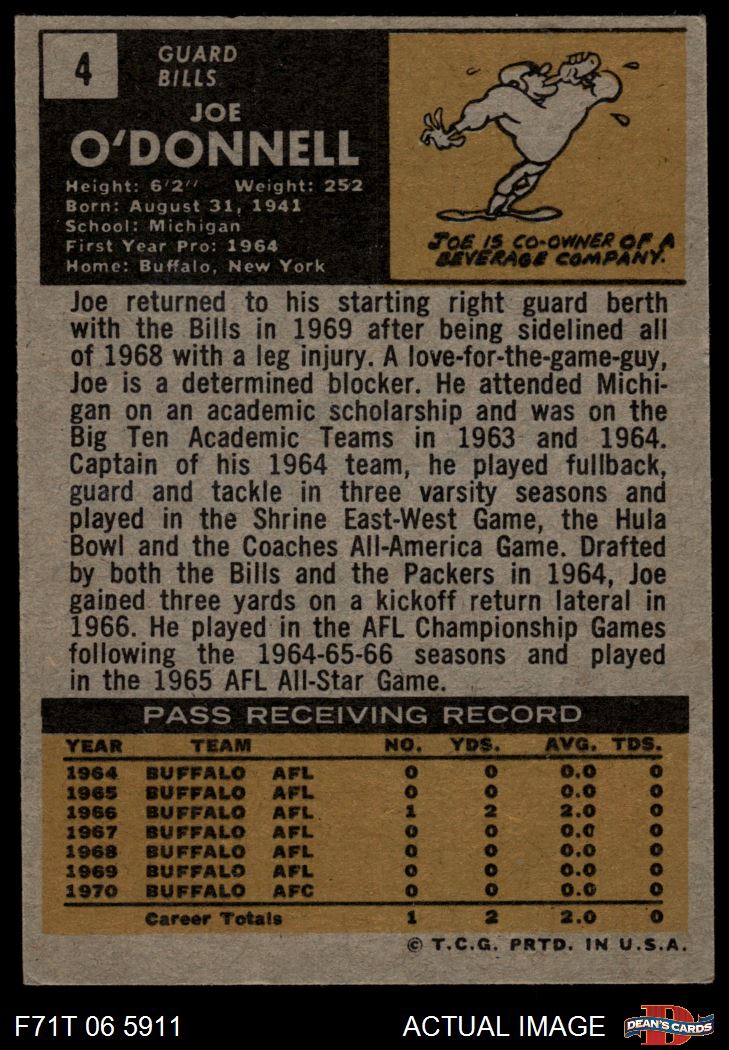 4
GUARD
BILLS
JOE
O'DONNELL
Height: 6'2'' Weight: 252
Born: August 31, 1941
School: Michigan
First Year Pro: 1964
Home: Buffalo, New York
JOE IS CO-OWNER OF A
BEVERAGE COMPANY.
Joe returned to his starting right guard berth
with the Bills in 1969 after being sidelined all
of 1968 with a leg injury. A love-for-the-game-guy,
Joe is a determined blocker. He attended Michi-
gan on an academic scholarship and was on the
Big Ten Academic Teams in 1963 and 1964.
Captain of his 1964 team, he played fullback,
guard and tackle in three varsity seasons and
played in the Shrine East-West Game, the Hula
Bowl and the Coaches All-America Game. Drafted
by both the Bills and the Packers in 1964, Joe
gained three yards on a kickoff return lateral in
1966. He played in the AFL Championship Games
following the 1964-65-66 seasons and played
in the 1965 AFL All-Star Game.
PASS RECEIVING RECORD
YEAR TEAM NO. YDS. AVG. TDS.
1964 BUFFALO AFL 0 0 0.0 0
1965 BUFFALO AFL 0 0 0.0 0
1966 BUFFALO AFL 1 2 2.0 0
1967 BUFFALO AFL 0 0 0.0 0
1968 BUFFALO AFL 0 0 0.0 0
1969 BUFFALO AFL 0 0 0.0 0
1970 BUFFALO AFC 0 0 0.0 0
Career Totals 1 2 2.0 0
© T.C.G. PRTD. IN U.S.A.
F71T 06 5911 ACTUAL IMAGE
D
DEAN'S CARDS